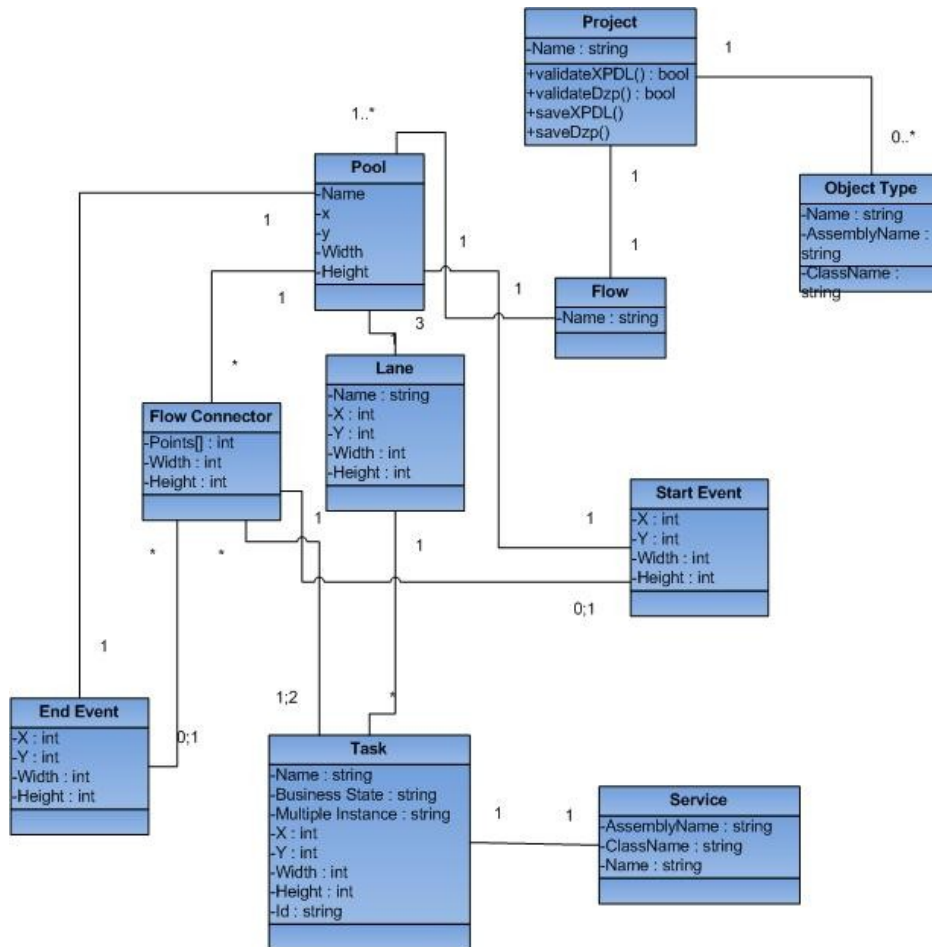 Project
-Name : string
+validateXPDL() : bool
+validateDzp() : bool
+saveXPDL()
+saveDzp()
1
0..*
Object Type
-Name : string
-AssemblyName :
string
-ClassName :
string
1
1
Flow
-Name : string
1..*
1
Pool
-Name
-x
-y
-Width
-Height
1
1
1
3
1
Lane
-Name : string
-X : int
-Y : int
-Width : int
-Height : int
*
Flow Connector
-Points[] : int
-Width : int
-Height : int
*
*
1
1
1
Start Event
-X : int
-Y : int
-Width : int
-Height : int
0;1
1
End Event
-X : int
-Y : int
-Width : int
-Height : int
0;1
1;2
*
Task
-Name : string
-Business State : string
-Multiple Instance : string
-X : int
-Y : int
-Width : int
-Height : int
-Id : string
1
1
Service
-AssemblyName : string
-ClassName : string
-Name : string